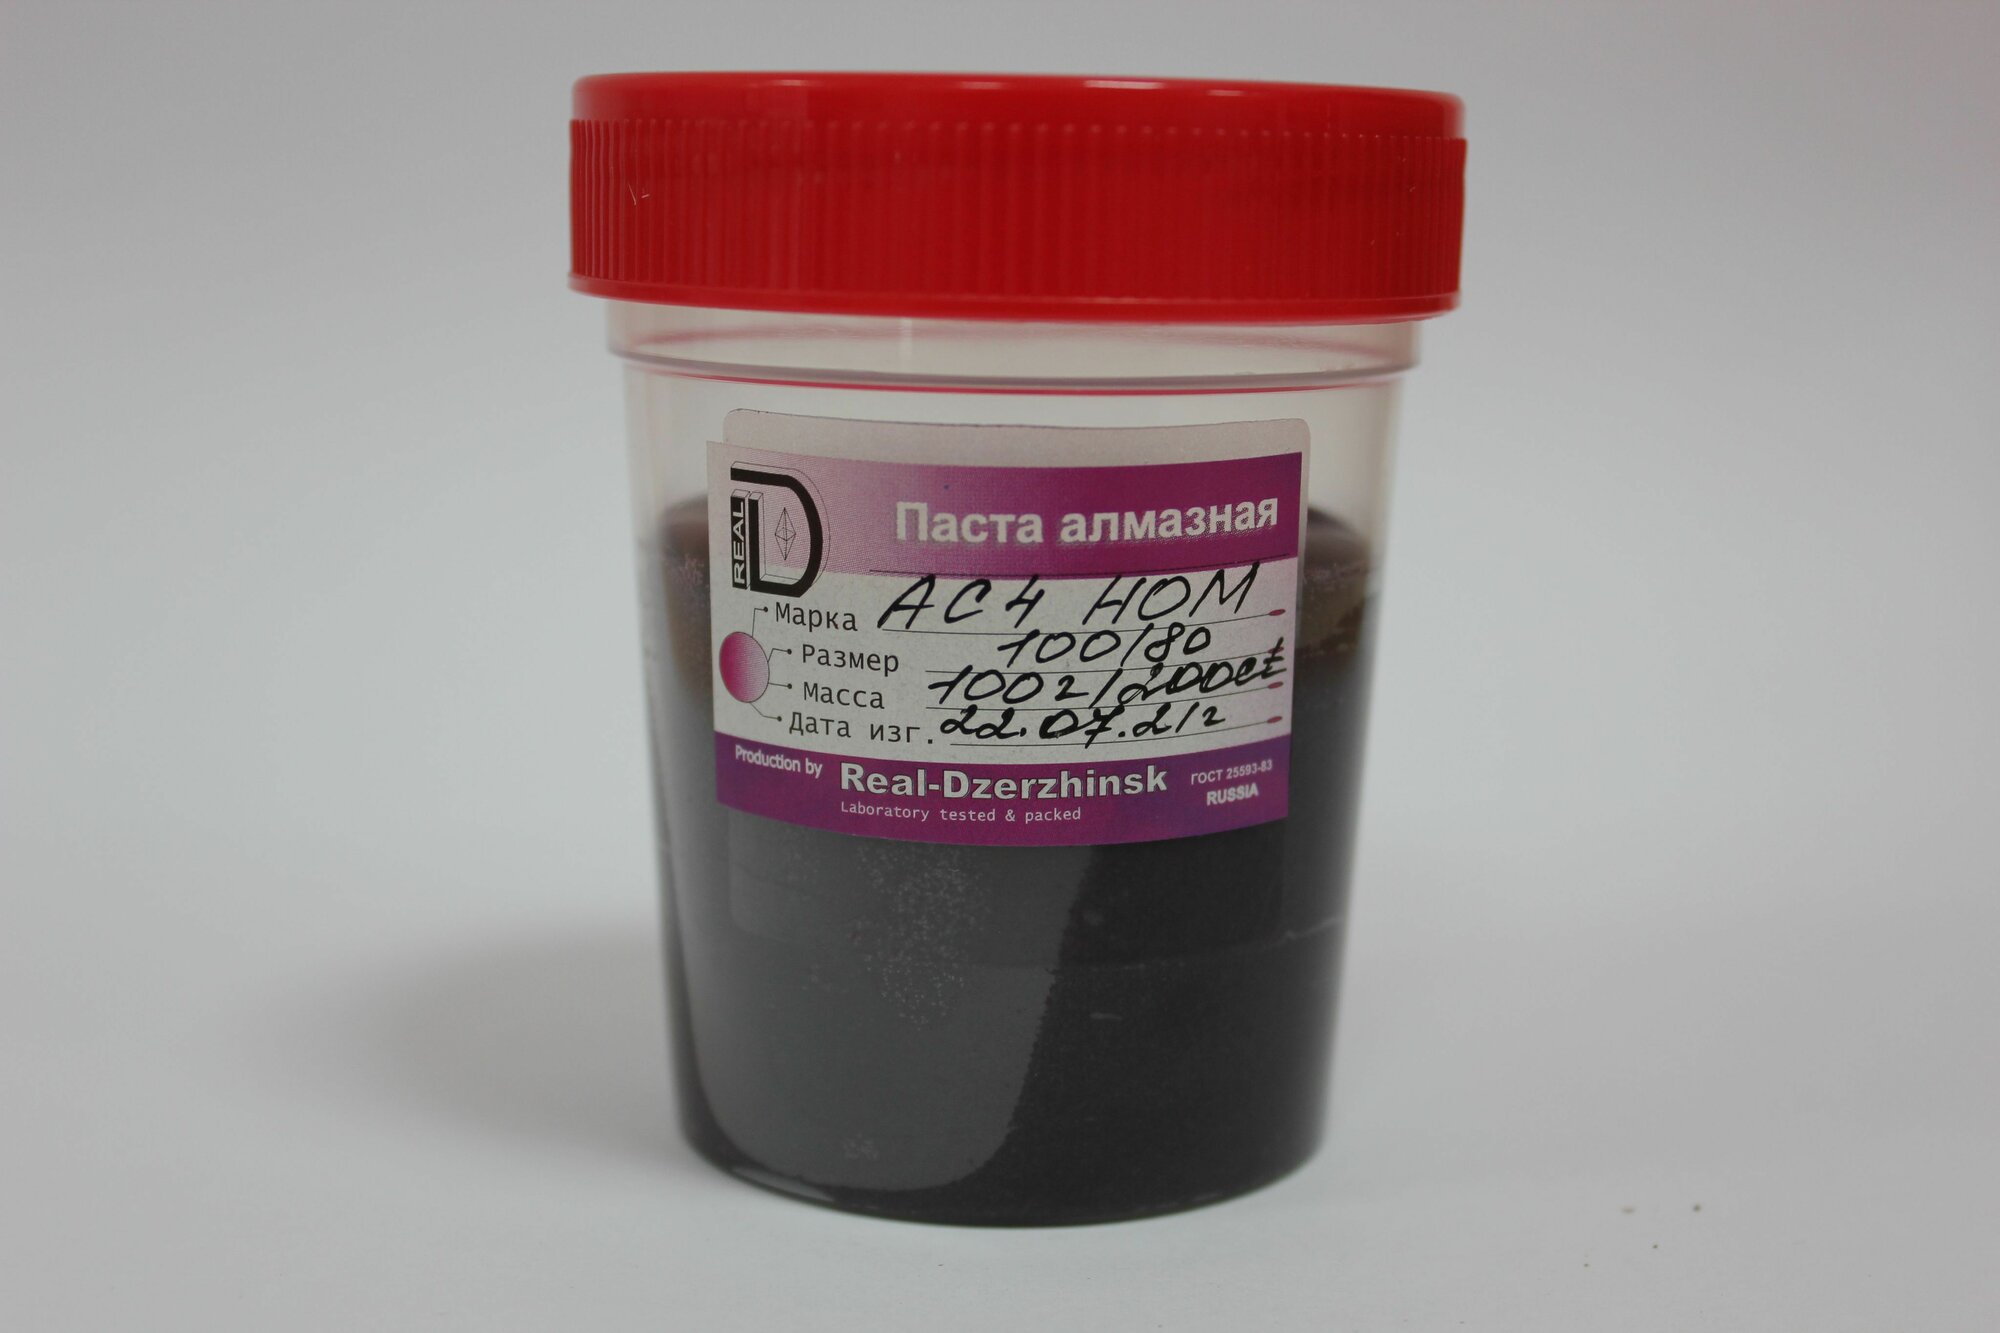 REAL D
Паста алмазная
Марка АС4 НОМ
Размер 100/80
Масса 100г/200ct
Дата изг. 22.07.21г
Production by Real-Dzerzhinsk ГОСТ 25593-83
Laboratory tested & packed RUSSIA